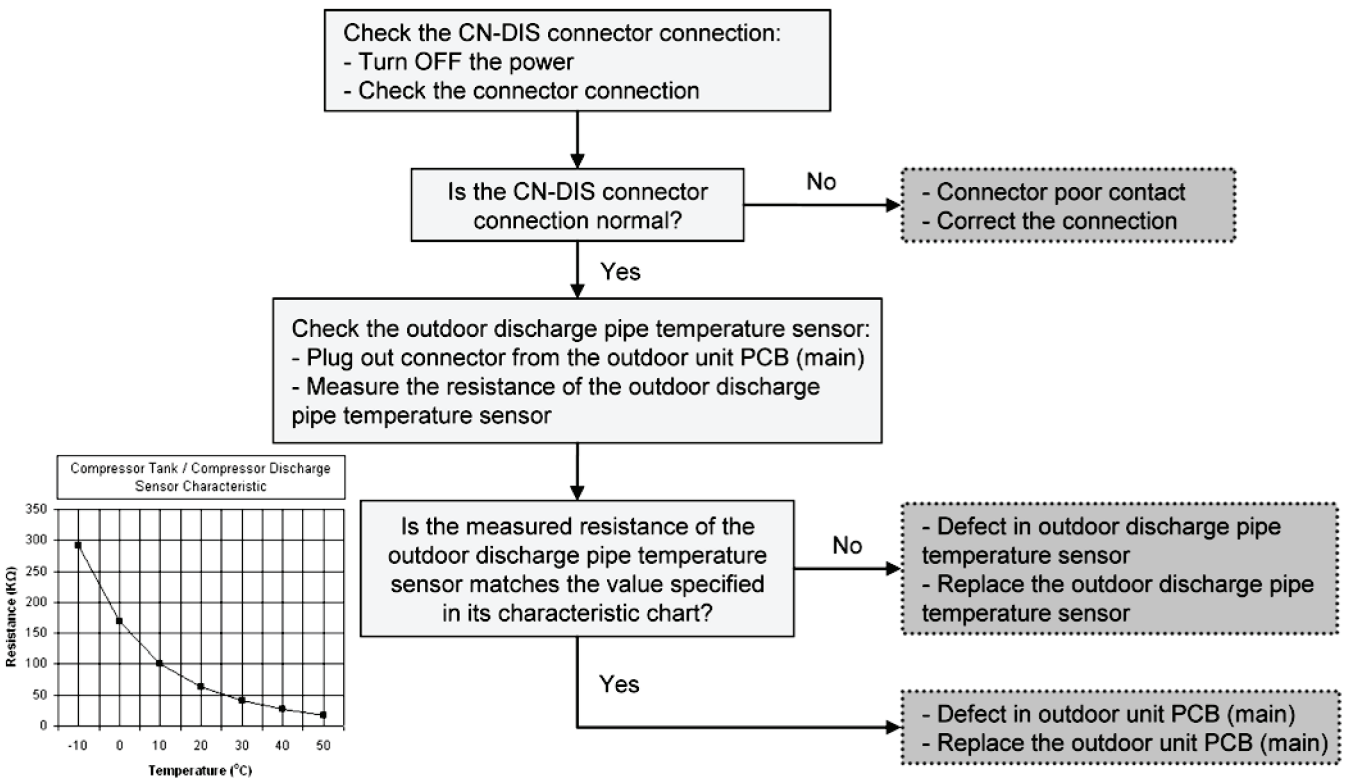 Check the CN-DIS connector connection:
- Turn OFF the power
- Check the connector connection
Is the CN-DIS connector
connection normal?
No
- Connector poor contact
- Correct the connection
Yes
Check the outdoor discharge pipe temperature sensor:
- Plug out connector from the outdoor unit PCB (main)
- Measure the resistance of the outdoor discharge
pipe temperature sensor
Compressor Tank / Compressor Discharge
Sensor Characteristic
350
300
250
200
150
100
50
0
Resistance (KΩ)
-10 0 10 20 30 40 50
Temperature (°C)
Is the measured resistance of the
outdoor discharge pipe temperature
sensor matches the value specified
in its characteristic chart?
No
- Defect in outdoor discharge pipe
temperature sensor
- Replace the outdoor discharge pipe
temperature sensor
Yes
- Defect in outdoor unit PCB (main)
- Replace the outdoor unit PCB (main)